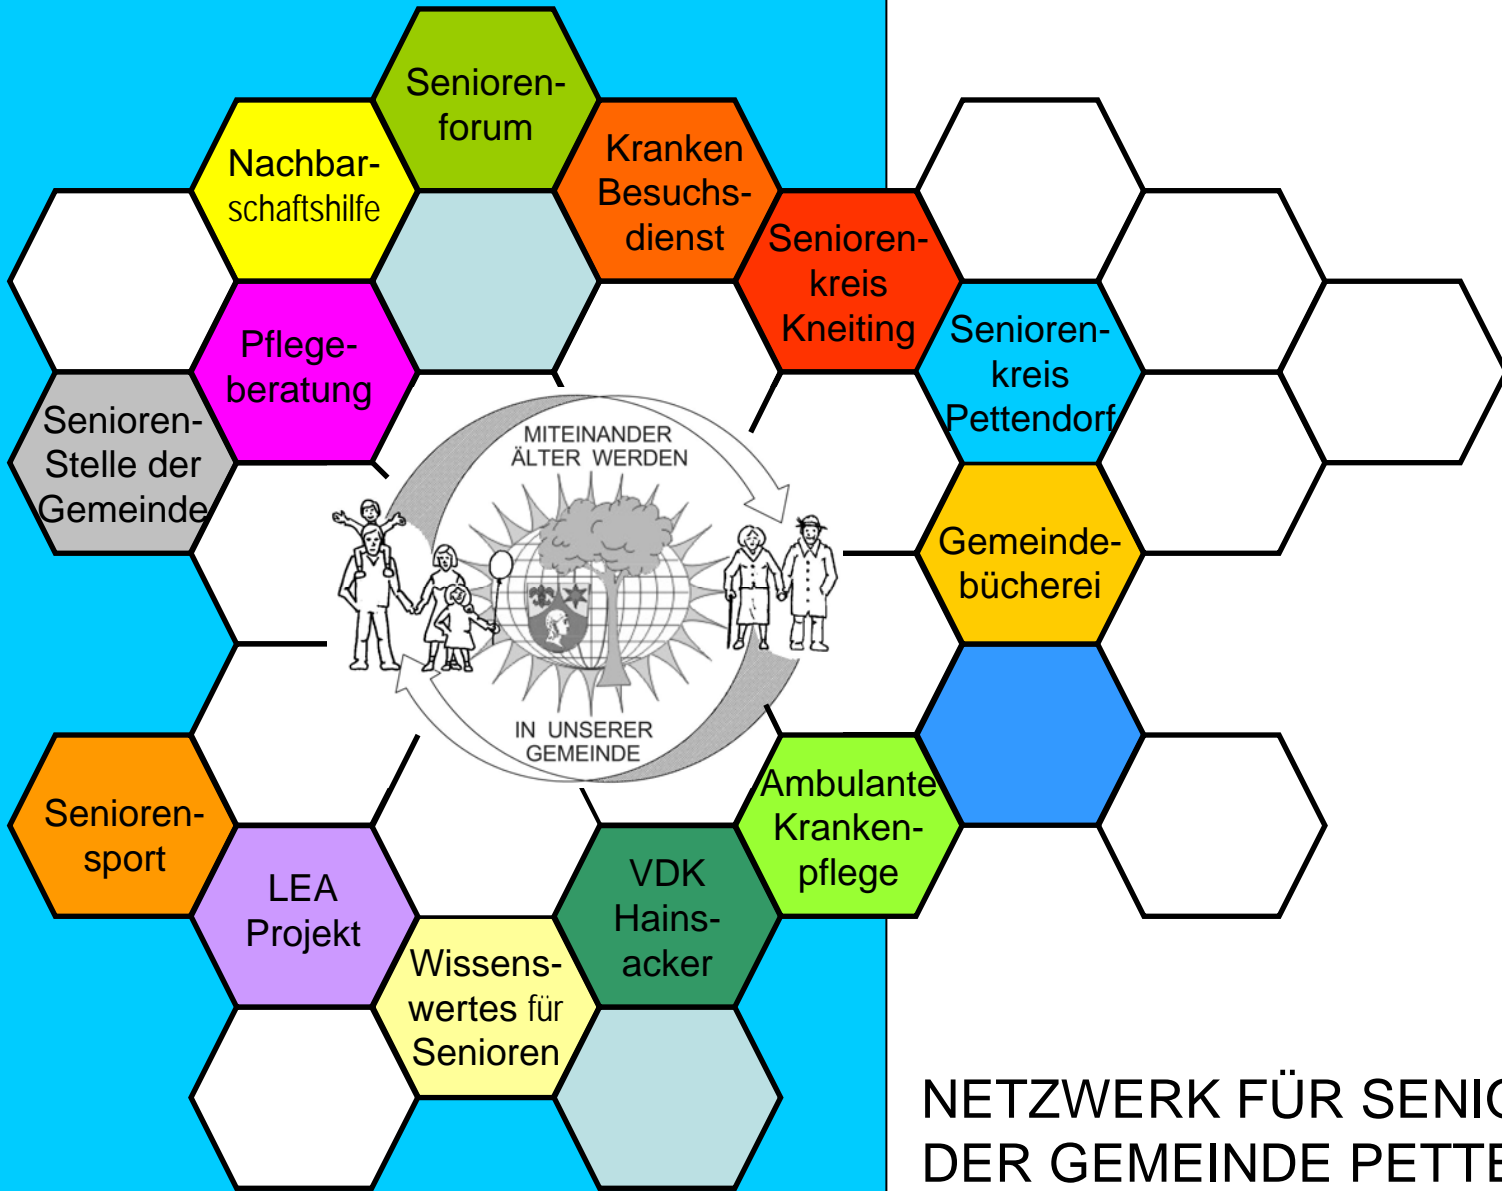 Senioren-
forum
Nachbar-
schaftshilfe
Kranken
Besuchs-
dienst
Senioren-
kreis
Kneiting
Senioren-
kreis
Pettendorf
Pflege-
beratung
Senioren-
Stelle der
Gemeinde
MITEINANDER
ÄLTER WERDEN
IN UNSERER
GEMEINDE
Gemeinde-
bücherei
Senioren-
sport
LEA
Projekt
Wissens-
wertes für
Senioren
VDK
Hains-
acker
Ambulante
Kranken-
pflege
NETZWERK FÜR
DER GEMEINDE